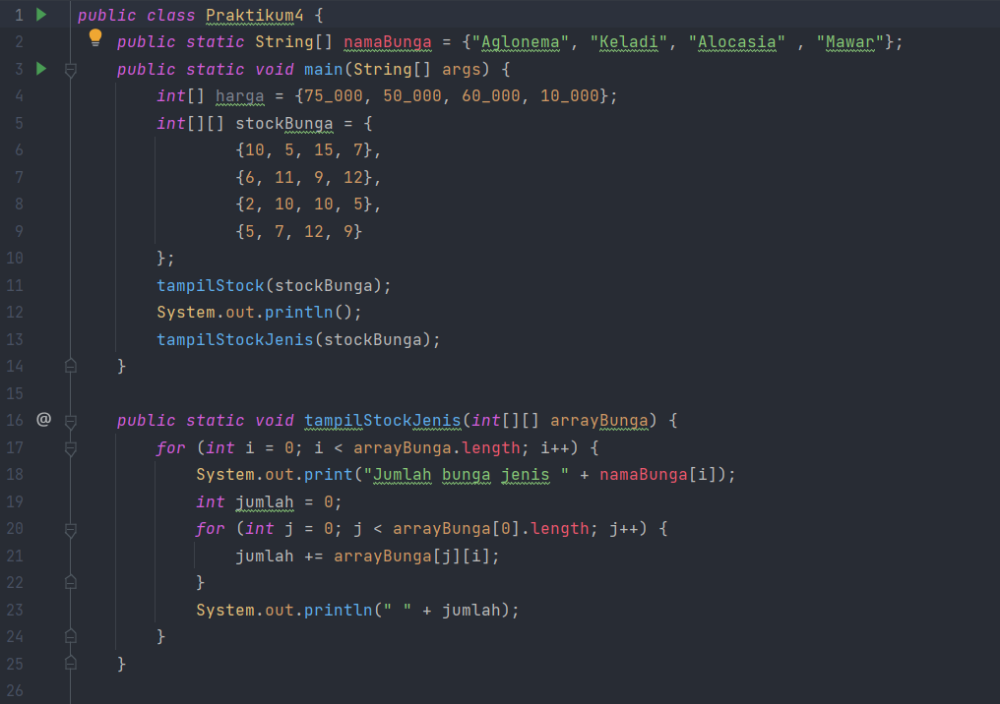 1 public class Praktikum4 {
2     public static String[] namaBunga = {"Aglonema", "Keladi", "Alocasia" , "Mawar"};
3     public static void main(String[] args) {
4         int[] harga = {75_000, 50_000, 60_000, 10_000};
5         int[][] stockBunga = {
6                 {10, 5, 15, 7},
7                 {6, 11, 9, 12},
8                 {2, 10, 10, 5},
9                 {5, 7, 12, 9}
10         };
11         tampilStock(stockBunga);
12         System.out.println();
13         tampilStockJenis(stockBunga);
14     }
15
16 @     public static void tampilStockJenis(int[][] arrayBunga) {
17         for (int i = 0; i < arrayBunga.length; i++) {
18             System.out.print("Jumlah bunga jenis " + namaBunga[i]);
19             int jumlah = 0;
20             for (int j = 0; j < arrayBunga[0].length; j++) {
21                 jumlah += arrayBunga[j][i];
22             }
23             System.out.println(" " + jumlah);
24         }
25     }
26